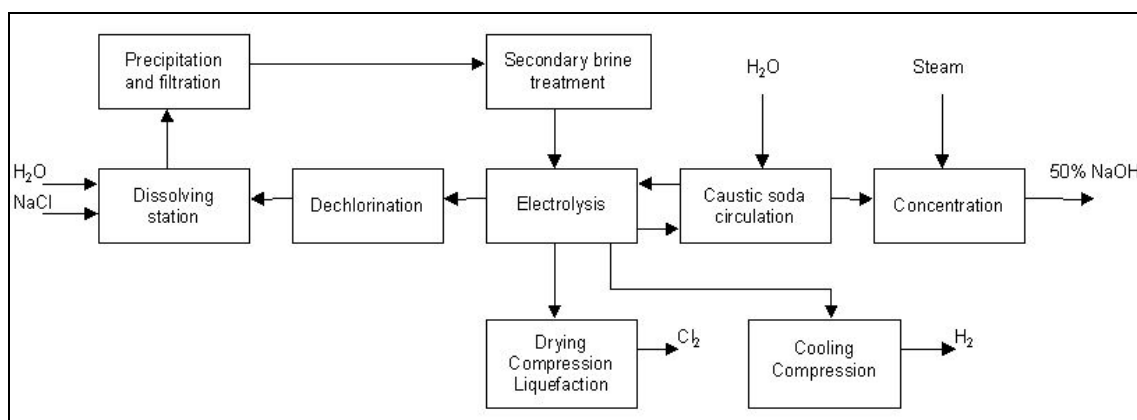 Precipitation
and filtration
Secondary brine
treatment
H₂O
Steam
H₂O
NaCl
Dissolving
station
Dechlorination
Electrolysis
Caustic soda
circulation
Concentration
50% NaOH
Drying
Compression
Liquefaction
Cl₂
Cooling
Compression
H₂